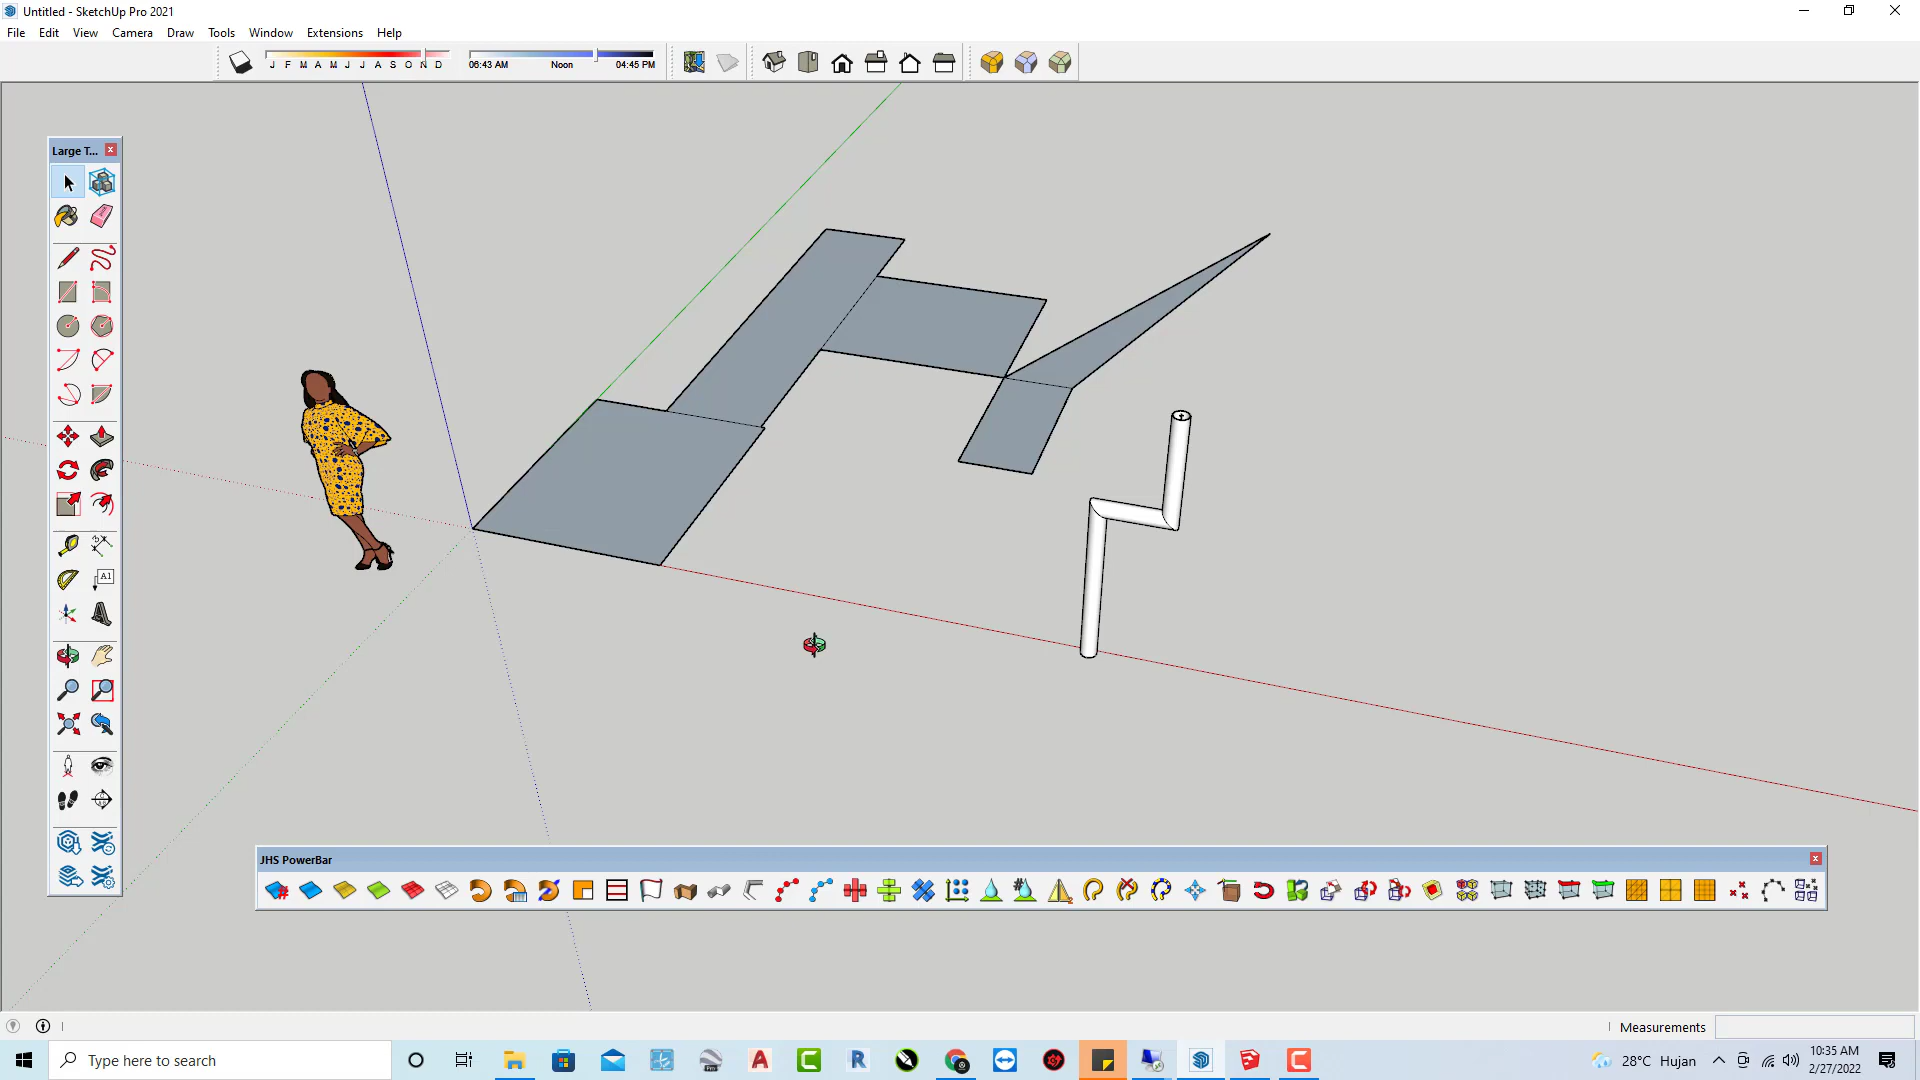 Untitled - SketchUp Pro 2021
File Edit View Camera Draw Tools Window Extensions Help
J F M A M J J A S O N D
06:43 AM Noon 04:45 PM
Large T...
A1
JHS PowerBar
Measurements
Type here to search
28°C Hujan
10:35 AM
2/27/2022